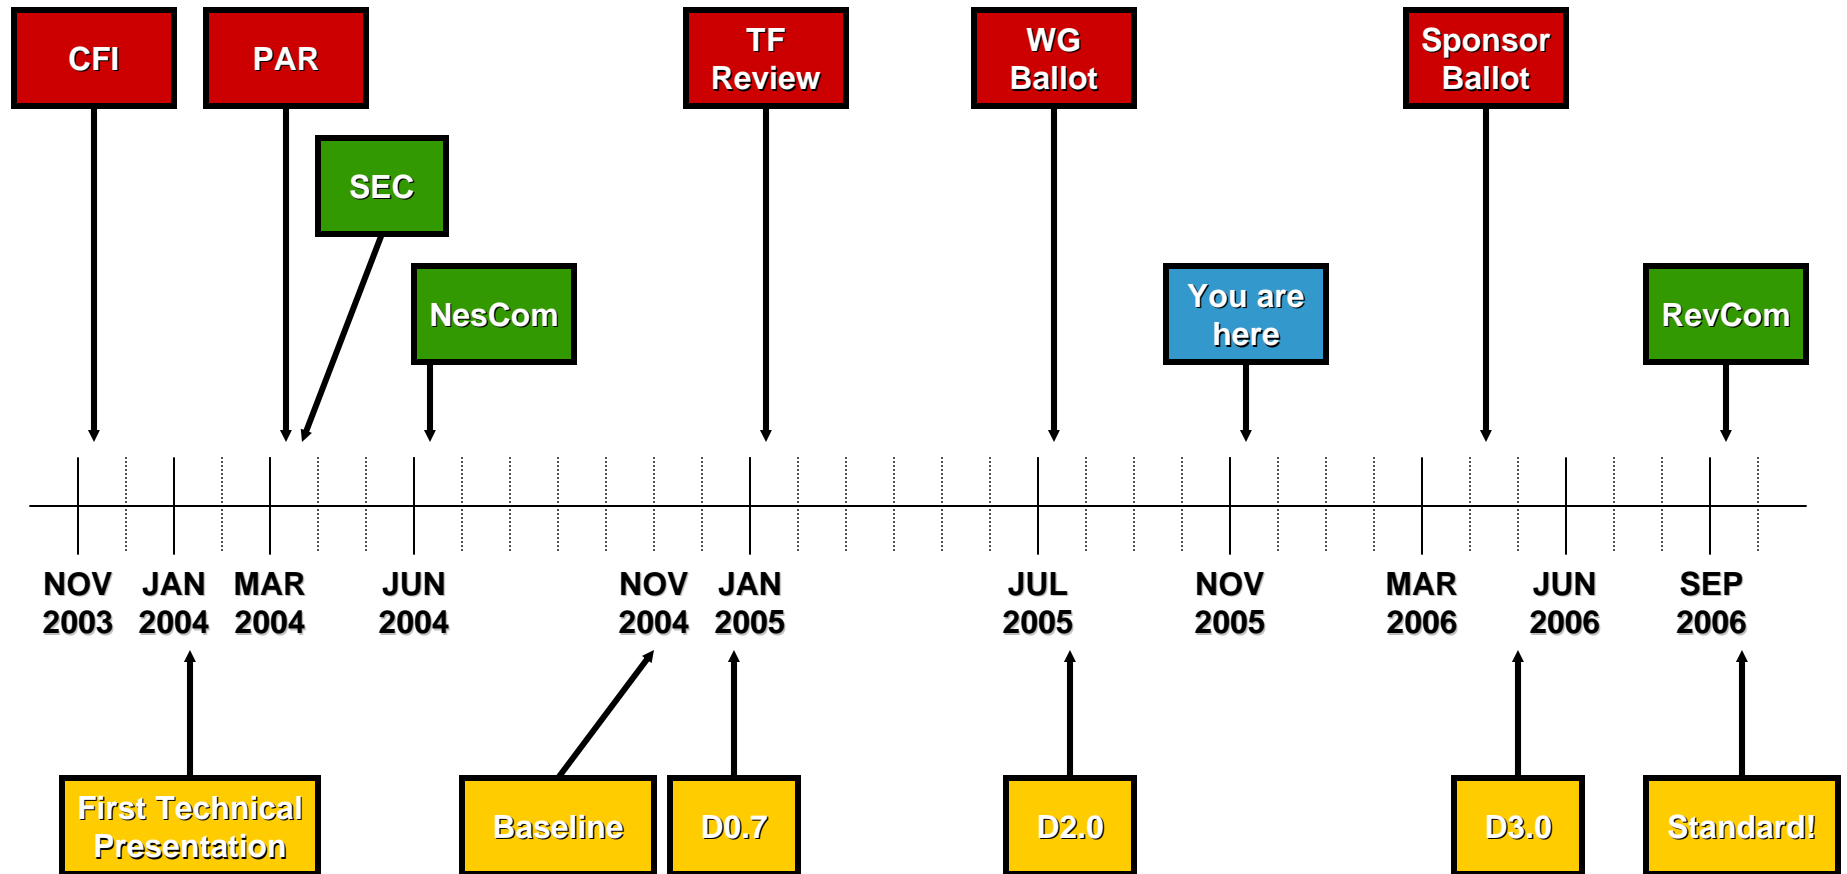 CFI
PAR
TF
Review
WG
Ballot
Sponsor
Ballot
SEC
NesCom
You are
here
RevCom
NOV
2003
JAN
2004
MAR
2004
JUN
2004
NOV
2004
JAN
2005
JUL
2005
NOV
2005
MAR
2006
JUN
2006
SEP
2006
First Technical
Presentation
Baseline
D0.7
D2.0
D3.0
Standard!